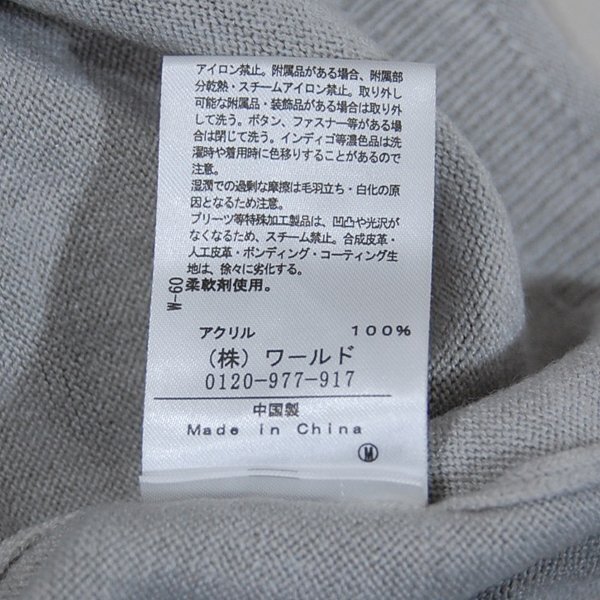 アイロン禁止。附属品がある場合、附属部
分乾熱・スチームアイロン禁止。取り外し
可能な附属品・装飾品がある場合は取り外
して洗う。ボタン、ファスナー等がある場
合は閉じて洗う。インディゴ等濃色品は洗
濯時や着用時に色移りすることがあるので
注意。
湿潤での過剰な摩擦は毛羽立ち・白化の原
因となるため注意。
プリーツ等特殊加工製品は、凹凸や光沢が
なくなるため、スチーム禁止。合成皮革・
人工皮革・ボンディング・コーティング生
地は、徐々に劣化する。
柔軟剤使用。
W-60
アクリル 100%
(株) ワールド
0120-977-917
中国製
Made in China
M